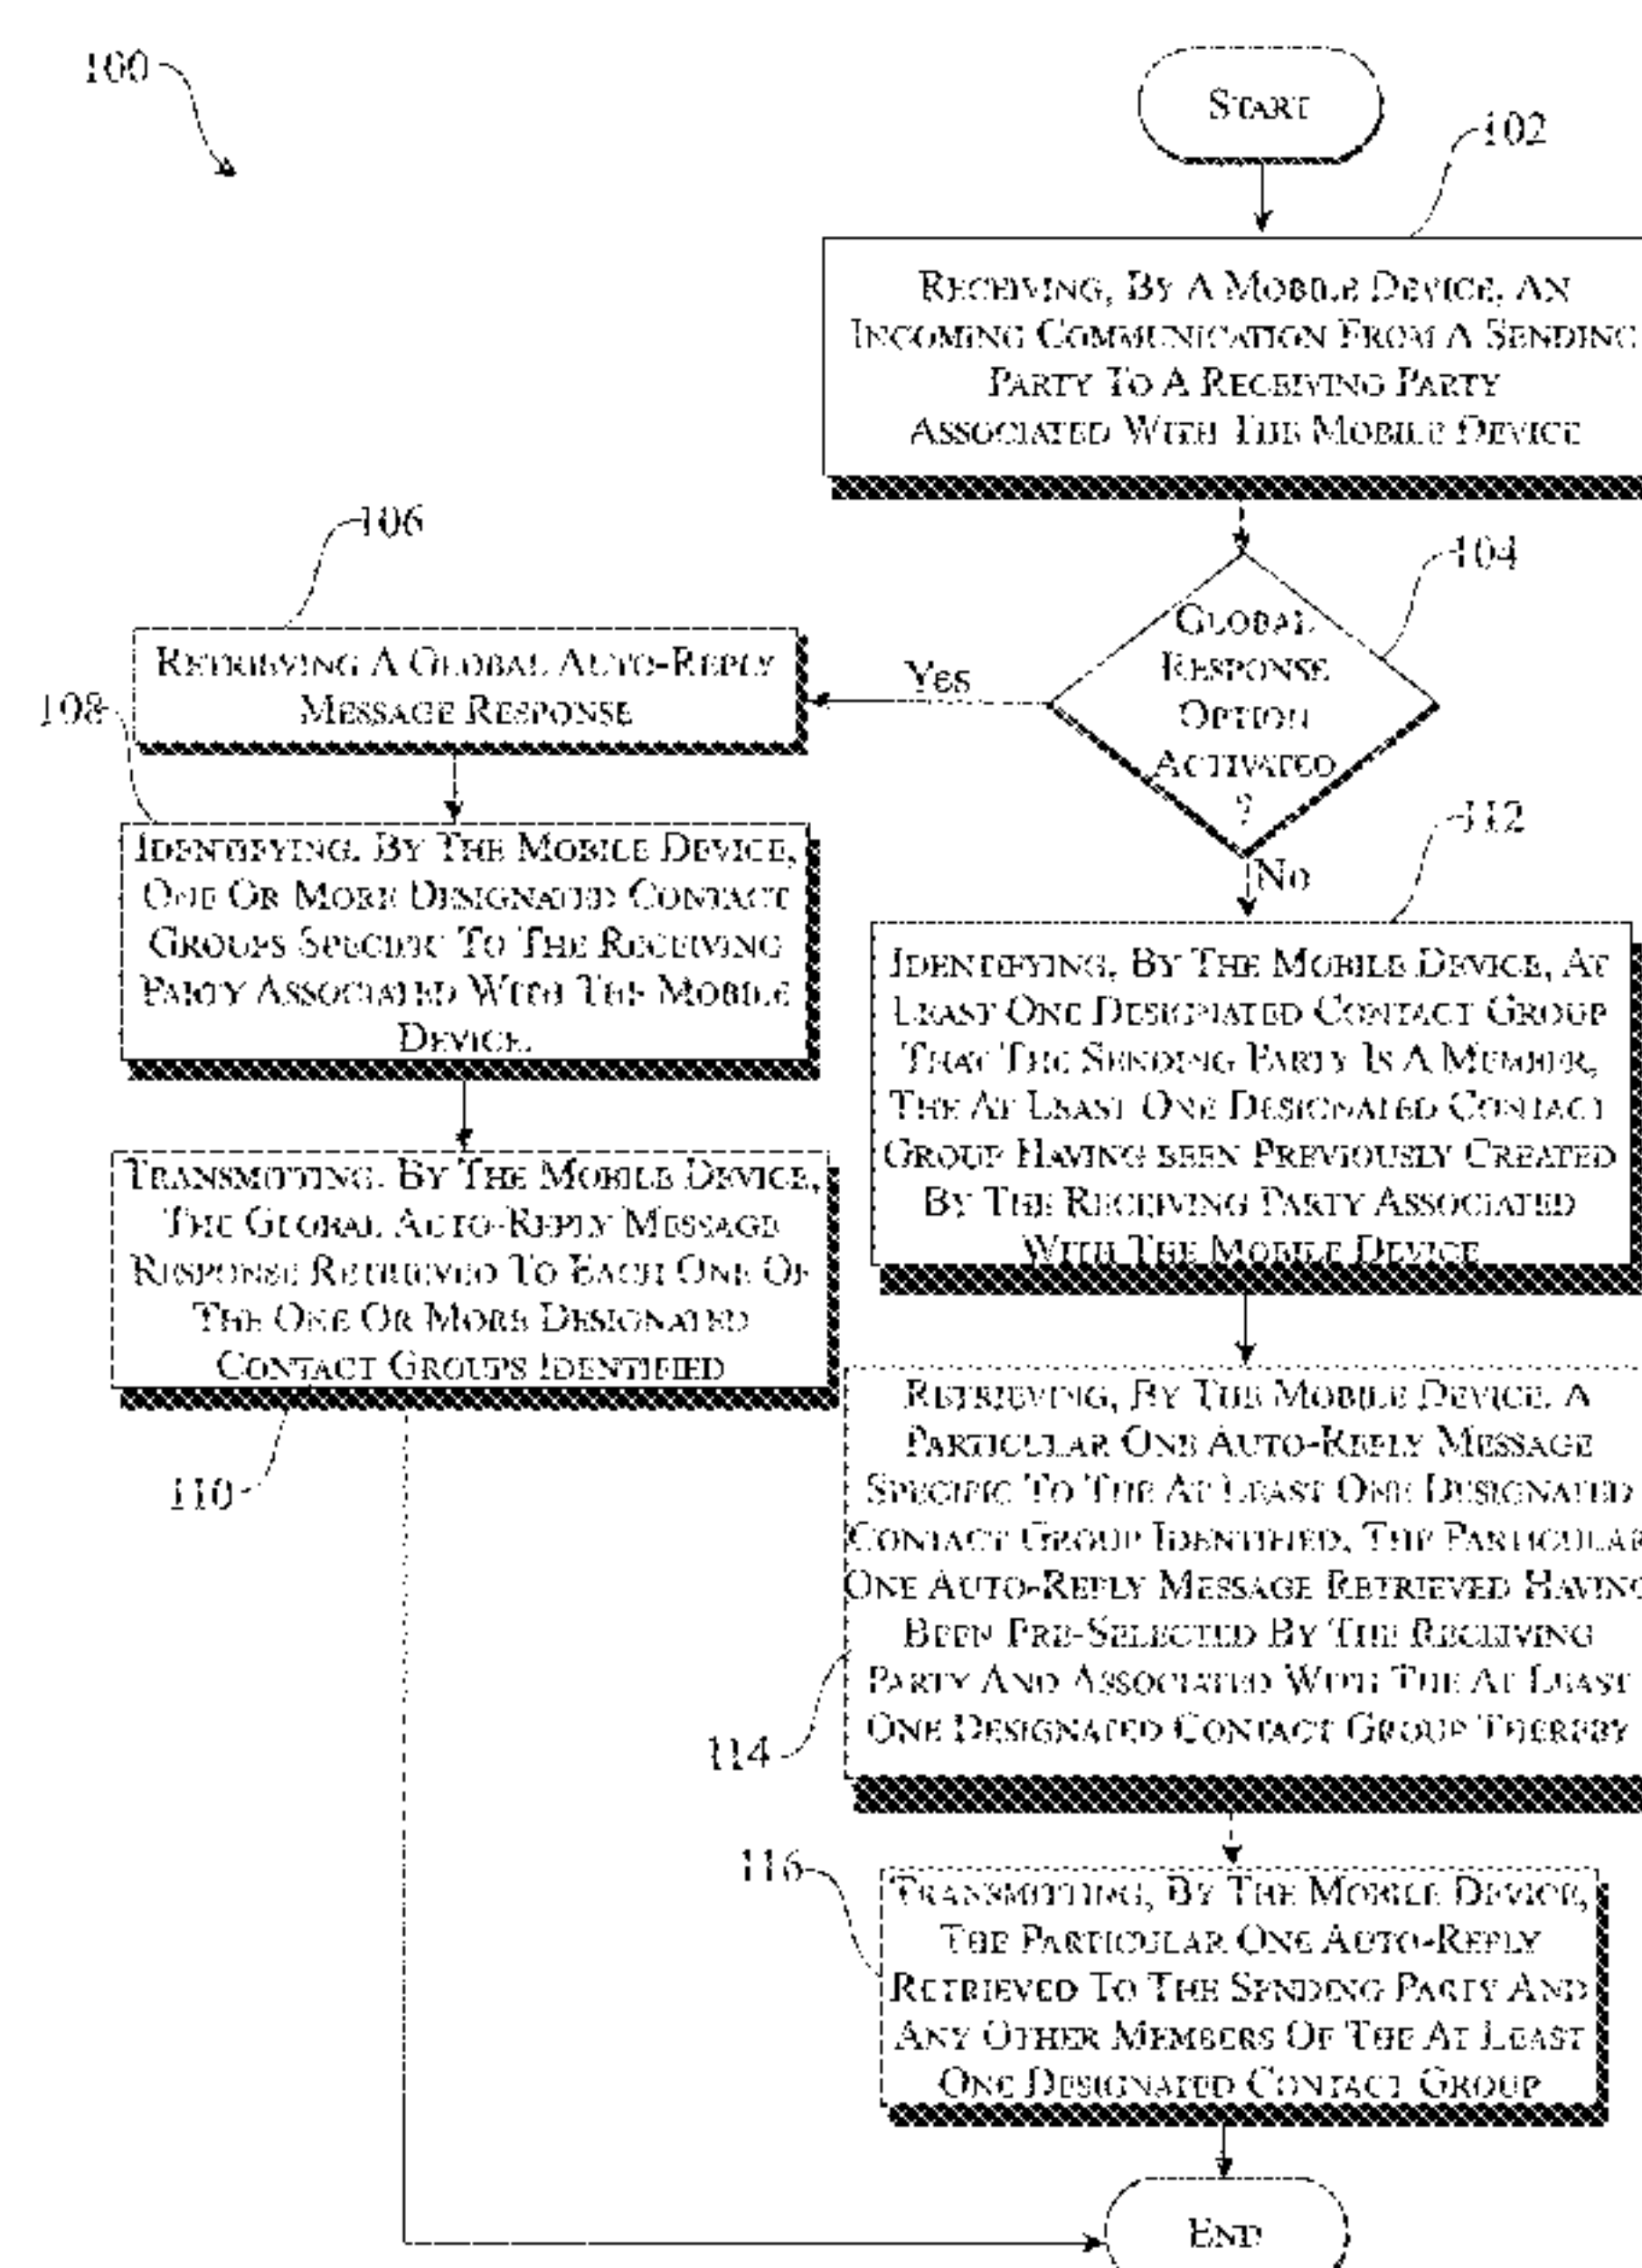 100
START
102
RECEIVING, BY A MOBILE DEVICE, AN
INCOMING COMMUNICATION FROM A SENDING
PARTY TO A RECEIVING PARTY
ASSOCIATED WITH THE MOBILE DEVICE
104
GLOBAL
RESPONSE
OPTION
ACTIVATED
?
Yes
No
106
RETRIEVING A GLOBAL AUTO-REPLY
MESSAGE RESPONSE
108
IDENTIFYING, BY THE MOBILE DEVICE,
ONE OR MORE DESIGNATED CONTACT
GROUPS SPECIFIC TO THE RECEIVING
PARTY ASSOCIATED WITH THE MOBILE
DEVICE.
TRANSMITTING, BY THE MOBILE DEVICE,
THE GLOBAL AUTO-REPLY MESSAGE
RESPONSE RETRIEVED TO EACH ONE OF
THE ONE OR MORE DESIGNATED
CONTACT GROUPS IDENTIFIED
110
112
IDENTIFYING, BY THE MOBILE DEVICE, AT
LEAST ONE DESIGNATED CONTACT GROUP
THAT THE SENDING PARTY IS A MEMBER,
THE AT LEAST ONE DESIGNATED CONTACT
GROUP HAVING BEEN PREVIOUSLY CREATED
BY THE RECEIVING PARTY ASSOCIATED
WITH THE MOBILE DEVICE
RETRIEVING, BY THE MOBILE DEVICE, A
PARTICULAR ONE AUTO-REPLY MESSAGE
SPECIFIC TO THE AT LEAST ONE DESIGNATED
CONTACT GROUP IDENTIFIED, THE PARTICULAR
ONE AUTO-REPLY MESSAGE RETRIEVED HAVING
BEEN PRE-SELECTED BY THE RECEIVING
PARTY AND ASSOCIATED WITH THE AT LEAST
ONE DESIGNATED CONTACT GROUP THEREBY
114
116
TRANSMITTING, BY THE MOBILE DEVICE,
THE PARTICULAR ONE AUTO-REPLY
RETRIEVED TO THE SENDING PARTY AND
ANY OTHER MEMBERS OF THE AT LEAST
ONE DESIGNATED CONTACT GROUP
END